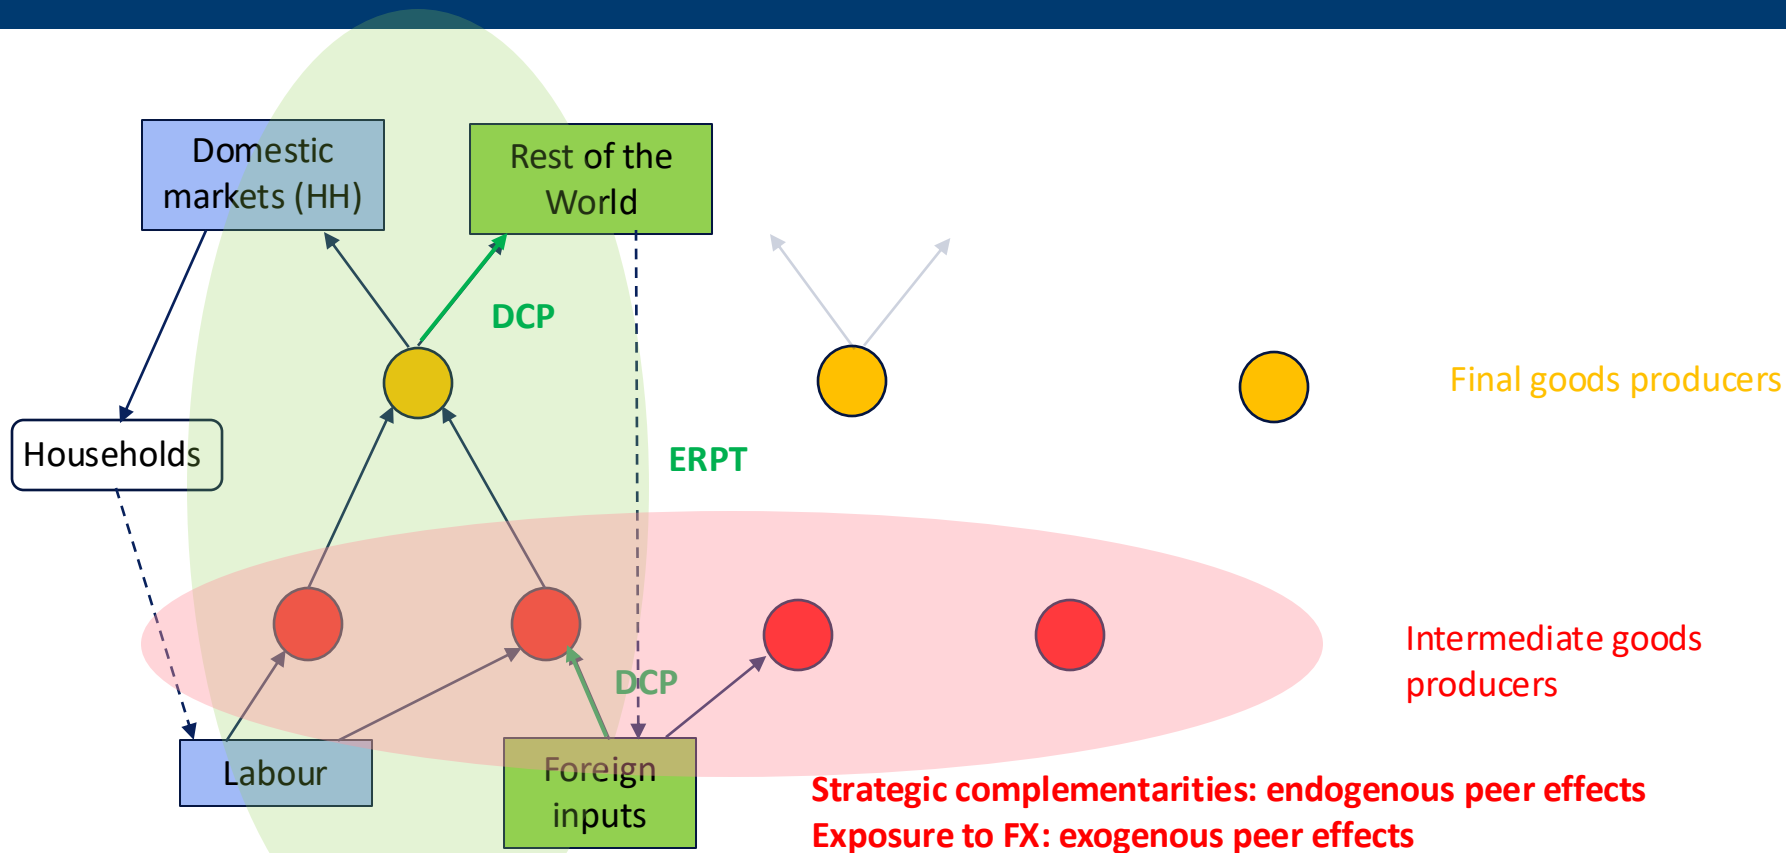 Domestic
markets (HH)
Rest of the
World
DCP
Final goods producers
Households
ERPT
Intermediate goods
producers
DCP
Labour
Foreign
inputs
Strategic complementarities: endogenous peer effects
Exposure to FX: exogenous peer effects